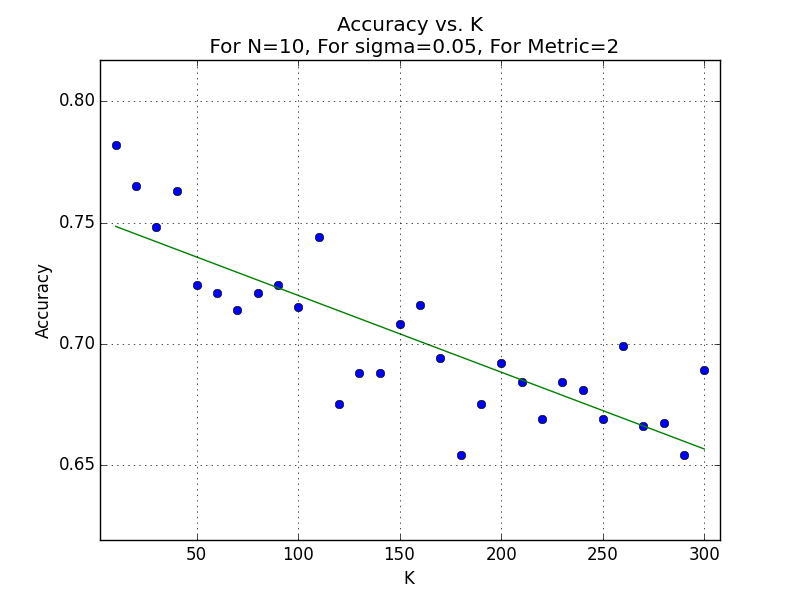 Accuracy vs. K
For N=10, For sigma=0.05, For Metric=2
0.80
0.75
0.70
0.65
Accuracy
50 100 150 200 250 300
K